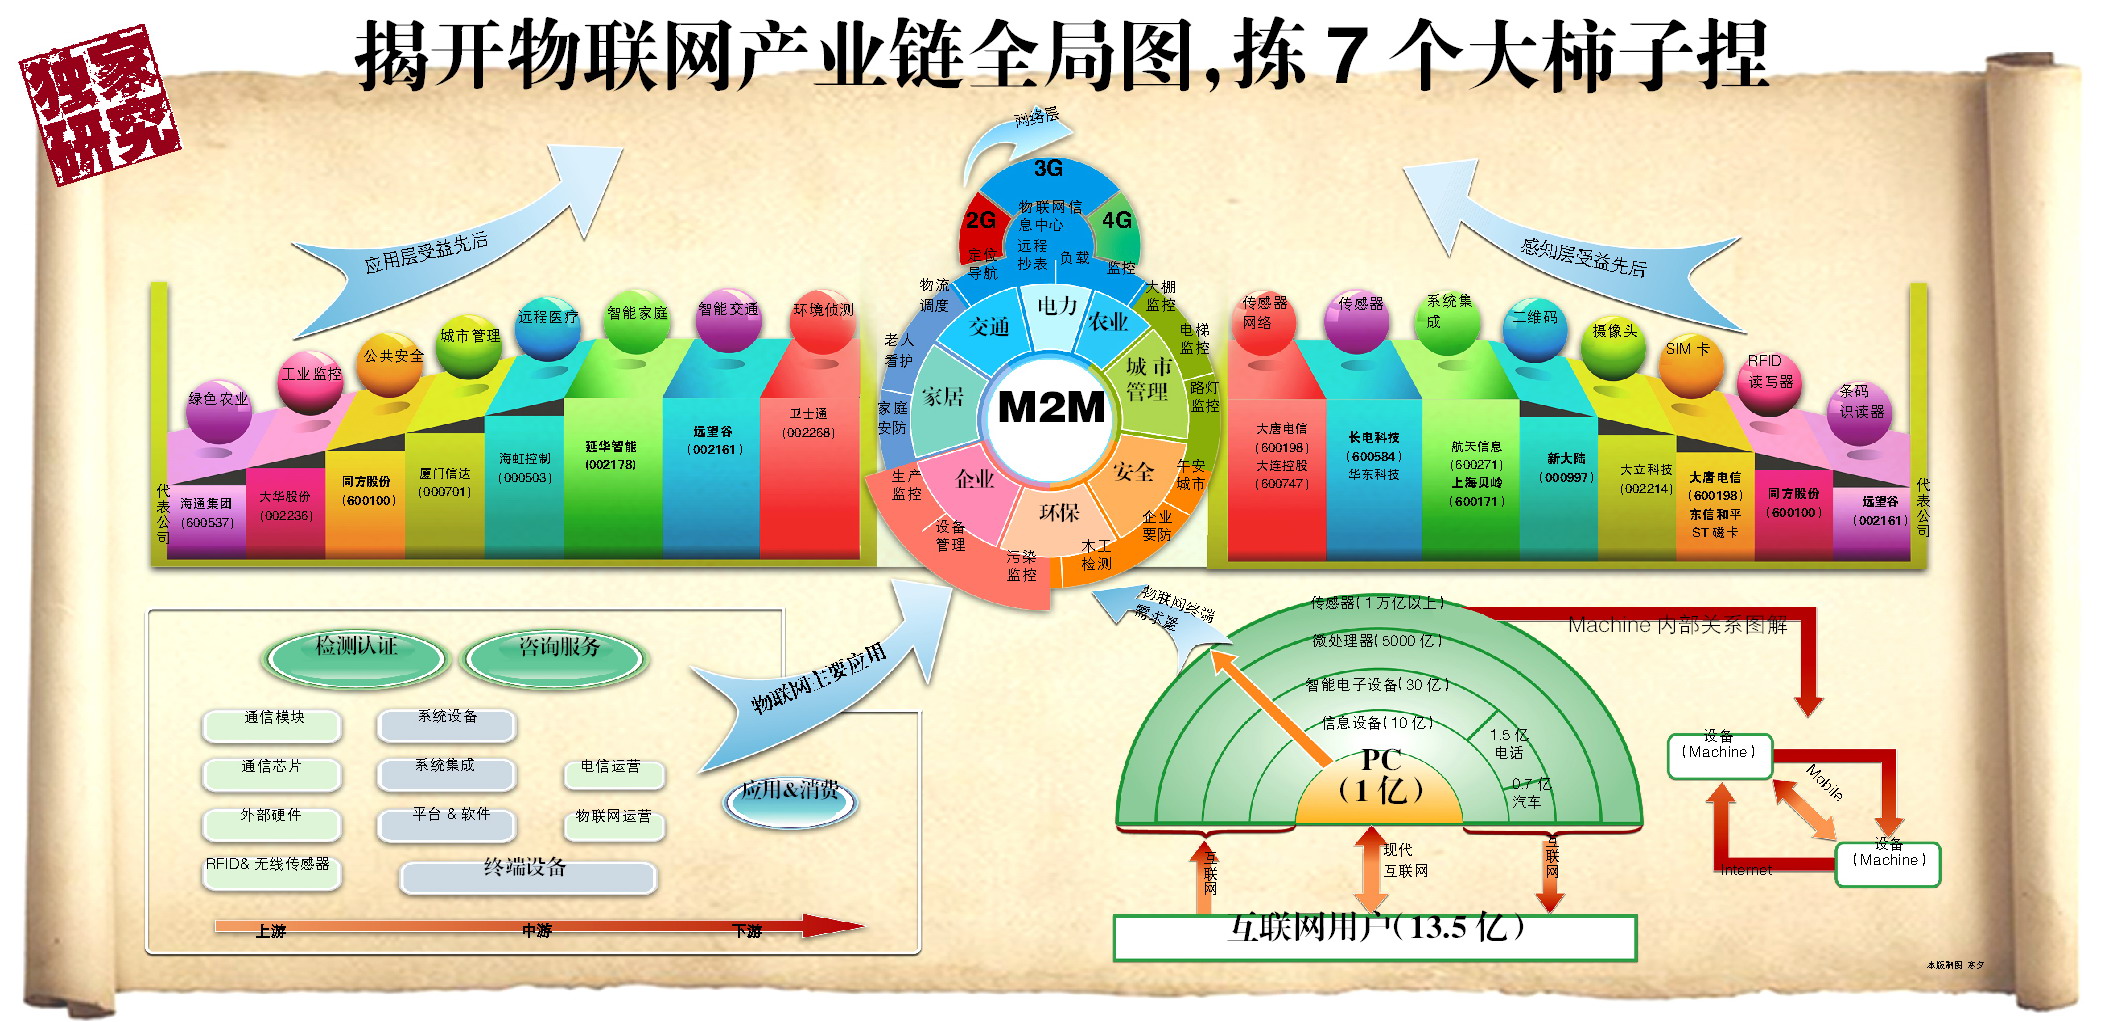 揭开物联网产业链全局图,拣 7 个大柿子捏
独家
研究
网络层
3G
2G
4G
物联网信
息中心
远程
抄表
负载
监控
定位
导航
物流
调度
老人
看护
家庭
安防
生产
监控
设备
管理
污染
监控
木工
检测
企业
要防
午安
城市
路灯
监控
电梯
监控
大棚
监控
电力
交通
农业
家居
城 市
管理
企业
安全
环保
M2M
应用层受益先后
绿色农业
工业监控
公共安全
城市管理
远程医疗
智能家庭
智能交通
环境侦测
代表公司
海通集团
(600537)
大华股份
(002236)
同方股份
(600100)
厦门信达
(000701)
海虹控制
(000503)
延华智能
(002178)
远望谷
(002161)
卫士通
(002268)
感知层受益先后
传感器
网络
传感器
系统集
成
二维码
摄像头
SIM 卡
RFID
读写器
条码
识读器
大唐电信
(600198)
大连控股
(600747)
长电科技
(600584)
华东科技
航天信息
(600271)
上海贝岭
(600171)
新大陆
(000997)
大立科技
(002214)
大唐电信
(600198)
东信和平
ST 磁卡
同方股份
(600100)
远望谷
(002161)
代表公司
检测认证
咨询服务
通信模块
系统设备
通信芯片
系统集成
电信运营
外部硬件
平台 & 软件
物联网运营
RFID& 无线传感器
终端设备
应用&消费
上游
中游
下游
物联网主要应用
物联网终端
需求端
传感器(1 万亿以上)
微处理器(5000 亿)
智能电子设备(30 亿)
信息设备(10 亿)
1.5 亿
电话
0.7 亿
汽车
PC
(1 亿)
互联网
现代
互联网
互联网
互联网用户(13.5 亿)
Machine 内部关系图解
设备
(Machine)
Mobile
设备
(Machine)
Internet
本版制图 寒夕